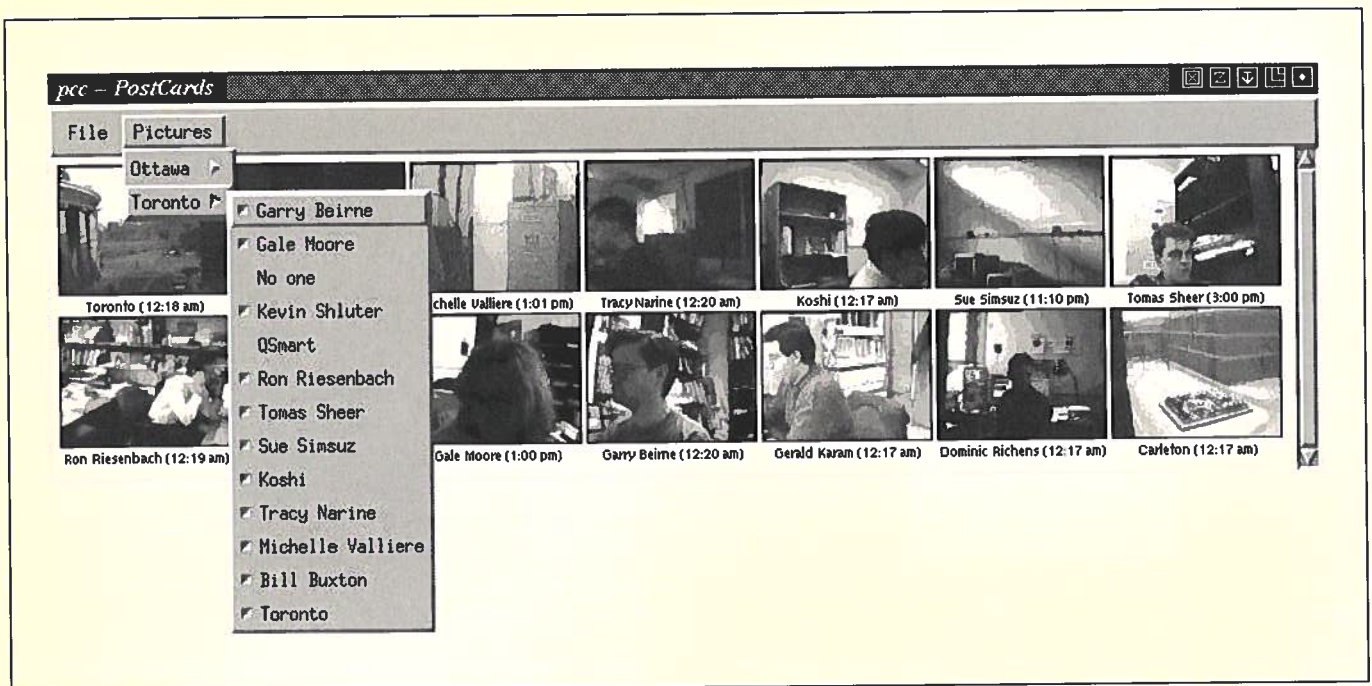 pcc – PostCards
File Pictures
Ottawa
Toronto
Garry Beirne
Gale Moore
No one
Kevin Shluter
QSmart
Ron Riesenbach
Tomas Sheer
Sue Simsuz
Koshi
Tracy Narine
Michelle Valliere
Bill Buxton
Toronto
Toronto (12:18 am) chelle Valliere (1:01 pm) Tracy Narine (12:20 am) Koshi (12:17 am) Sue Simsuz (11:10 pm) Tomas Sheer (3:00 pm)
Ron Riesenbach (12:19 am) Gale Moore (1:00 pm) Garry Beirne (12:20 am) Gerald Karam (12:17 am) Dominic Richens (12:17 am) Carleton (12:17 am)